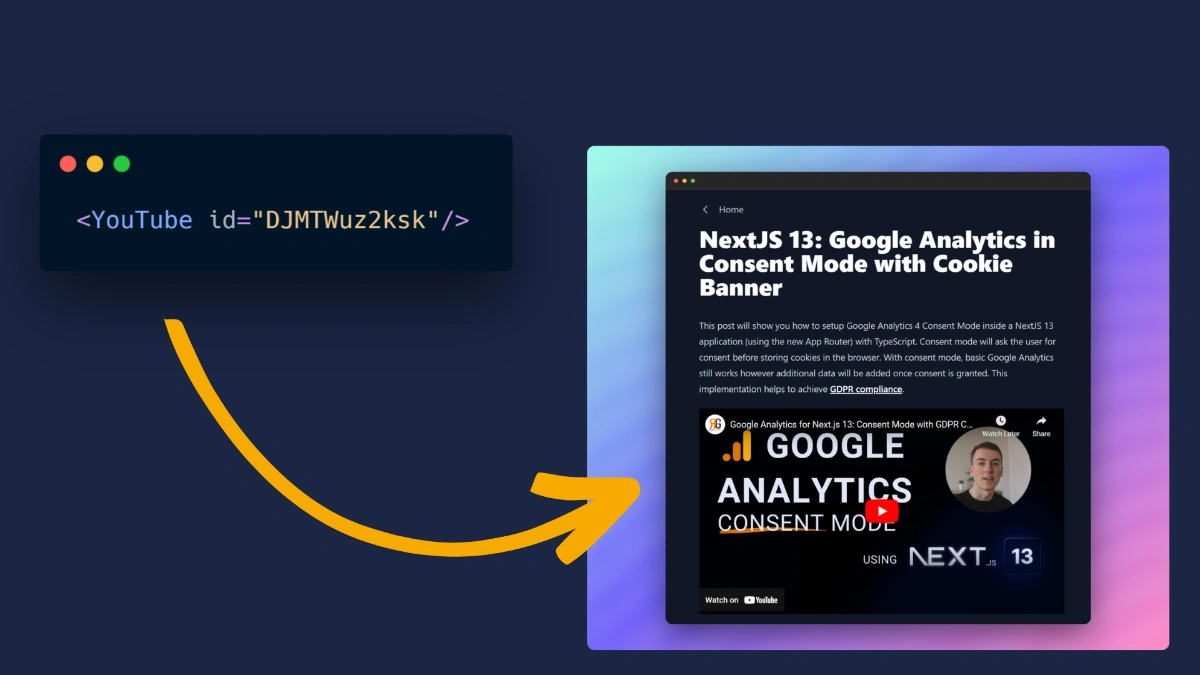 <YouTube id="DJMTWuz2ksk"/>
Home
NextJS 13: Google Analytics in
Consent Mode with Cookie
Banner
This post will show you how to setup Google Analytics 4 Consent Mode inside a NextJS 13
application (using the new App Router) with TypeScript. Consent mode will ask the user for
consent before storing cookies in the browser. With consent mode, basic Google Analytics
still works however additional data will be added once consent is granted. This
implementation helps to achieve GDPR compliance.
RG Google Analytics for Next.js 13: Consent Mode with GDPR C...
Watch Later Share
GOOGLE
ANALYTICS
CONSENT MODE
USING NEXT.JS 13
Watch on YouTube